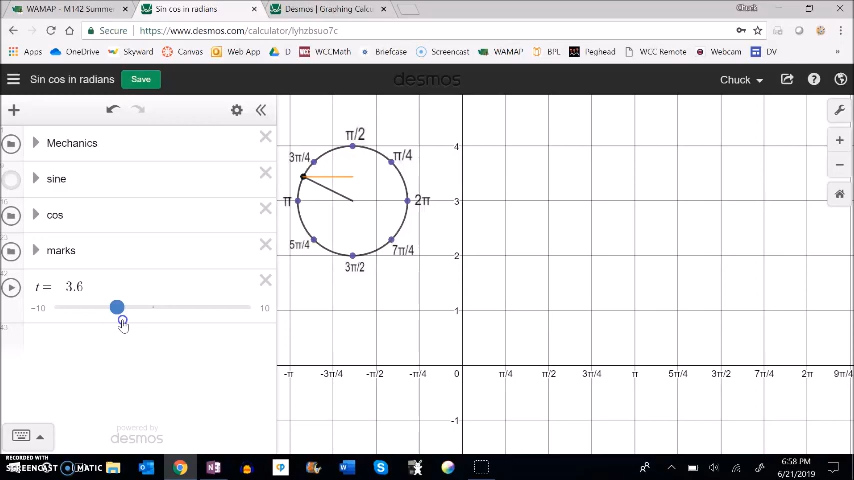 WAMAP - M142 Summer
Sin cos in radians
Desmos | Graphing Calcu
Secure
https://www.desmos.com/calculator/lyhzbsuo7c
Apps
OneDrive
Skyward
Canvas
Web App
D
WCCMath
Briefcase
Screencast
WAMAP
BPL
Peghead
WCC Remote
Webcam
DV
Sin cos in radians
Save
desmos
Chuck
Mechanics
sine
cos
marks
t = 3.6
-10
10
powered by
desmos
π/2
3π/4
π/4
π
2π
5π/4
7π/4
3π/2
4
3
2
1
-π
-3π/4
-π/2
-π/4
0
π/4
π/2
3π/4
π
5π/4
3π/2
7π/4
2π
9π/4
-1
RECORDED WITH
SCREENCAST MATIC
6:58 PM
6/21/2019